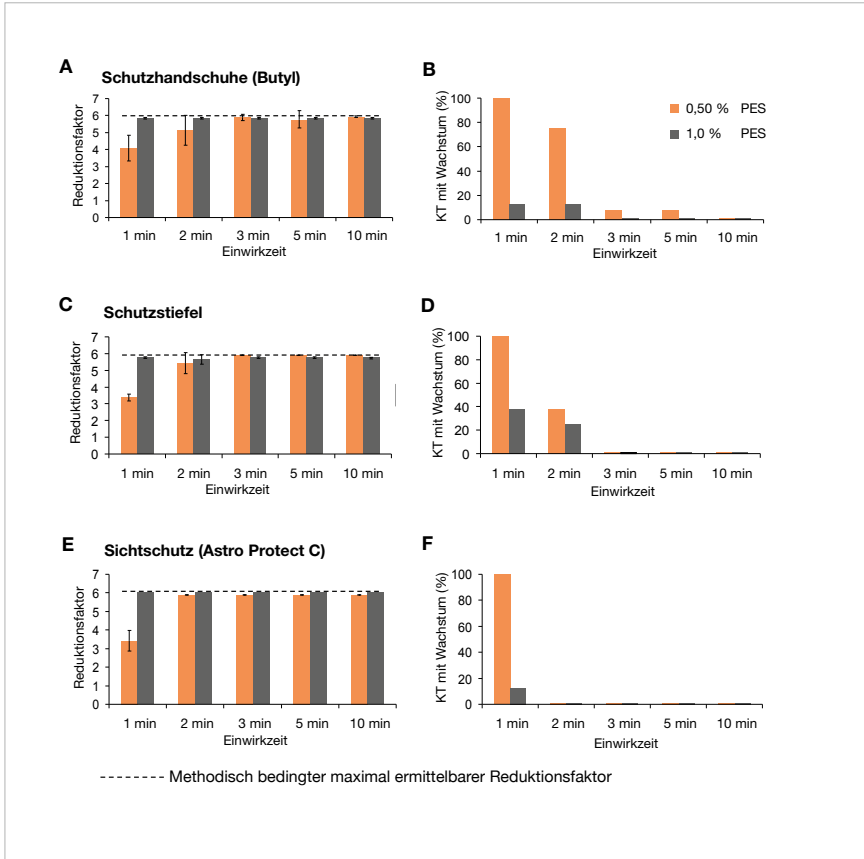 A
Schutzhandschuhe (Butyl)
Reduktionsfaktor
7
6
5
4
3
2
1
0
1 min 2 min 3 min 5 min 10 min
Einwirkzeit
B
KT mit Wachstum (%)
100
80
60
40
20
0
0,50 % PES
1,0 % PES
1 min 2 min 3 min 5 min 10 min
Einwirkzeit
C
Schutzstiefel
Reduktionsfaktor
7
6
5
4
3
2
1
0
1 min 2 min 3 min 5 min 10 min
Einwirkzeit
D
KT mit Wachstum (%)
100
80
60
40
20
0
1 min 2 min 3 min 5 min 10 min
Einwirkzeit
E
Sichtschutz (Astro Protect C)
Reduktionsfaktor
7
6
5
4
3
2
1
0
1 min 2 min 3 min 5 min 10 min
Einwirkzeit
F
KT mit Wachstum (%)
100
80
60
40
20
0
1 min 2 min 3 min 5 min 10 min
Einwirkzeit
Methodisch bedingter maximal ermittelbarer Reduktionsfaktor